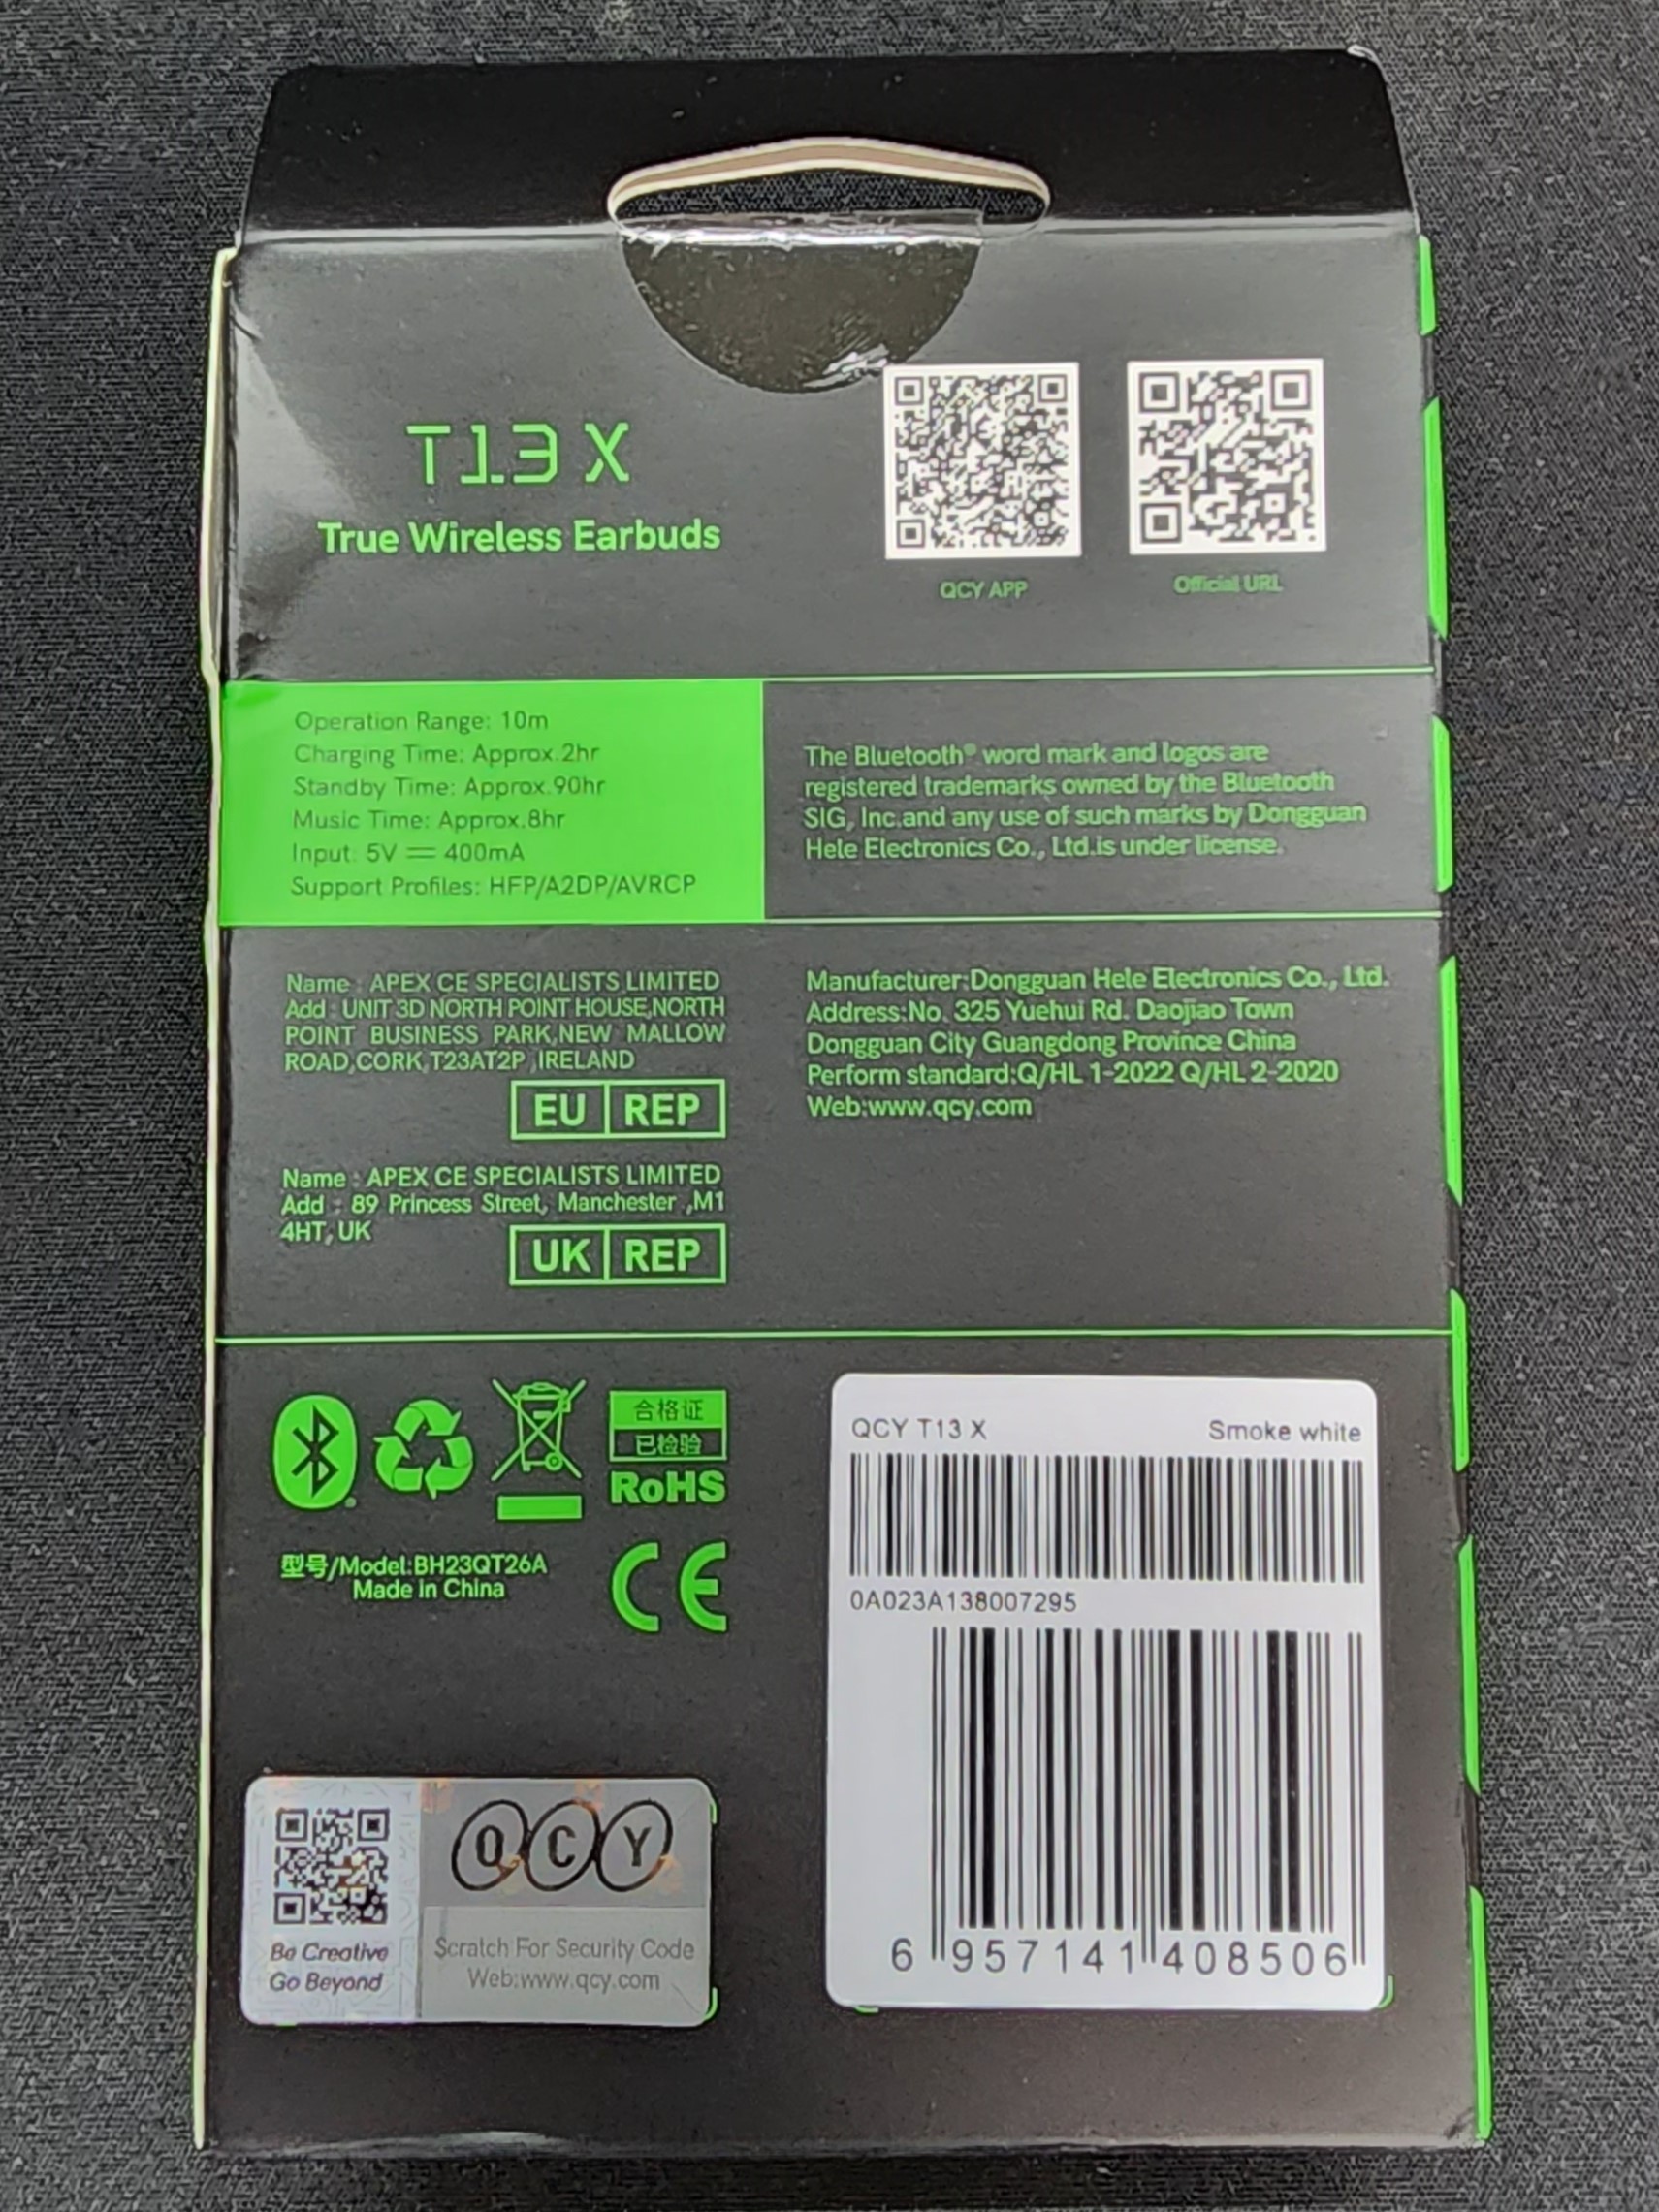 T13 X
True Wireless Earbuds
QCY APP
Official URL
Operation Range: 10m
Charging Time: Approx.2hr
Standby Time: Approx.90hr
Music Time: Approx.8hr
Input: 5V ⎓ 400mA
Support Profiles: HFP/A2DP/AVRCP
The Bluetooth® word mark and logos are
registered trademarks owned by the Bluetooth
SIG, Inc.and any use of such marks by Dongguan
Hele Electronics Co., Ltd.is under license.
Name : APEX CE SPECIALISTS LIMITED
Add : UNIT 3D NORTH POINT HOUSE,NORTH
POINT BUSINESS PARK,NEW MALLOW
ROAD,CORK,T23AT2P ,IRELAND
EU REP
Name : APEX CE SPECIALISTS LIMITED
Add : 89 Princess Street, Manchester ,M1
4HT, UK
UK REP
Manufacturer:Dongguan Hele Electronics Co., Ltd.
Address:No. 325 Yuehui Rd. Daojiao Town
Dongguan City Guangdong Province China
Perform standard:Q/HL 1-2022 Q/HL 2-2020
Web:www.qcy.com
合格证
已检验
RoHS
型号/Model:BH23QT26A
Made in China
CE
QCY T13 X Smoke white
0A023A138007295
6 957141 408506
QCY
Be Creative
Go Beyond
Scratch For Security Code
Web:www.qcy.com